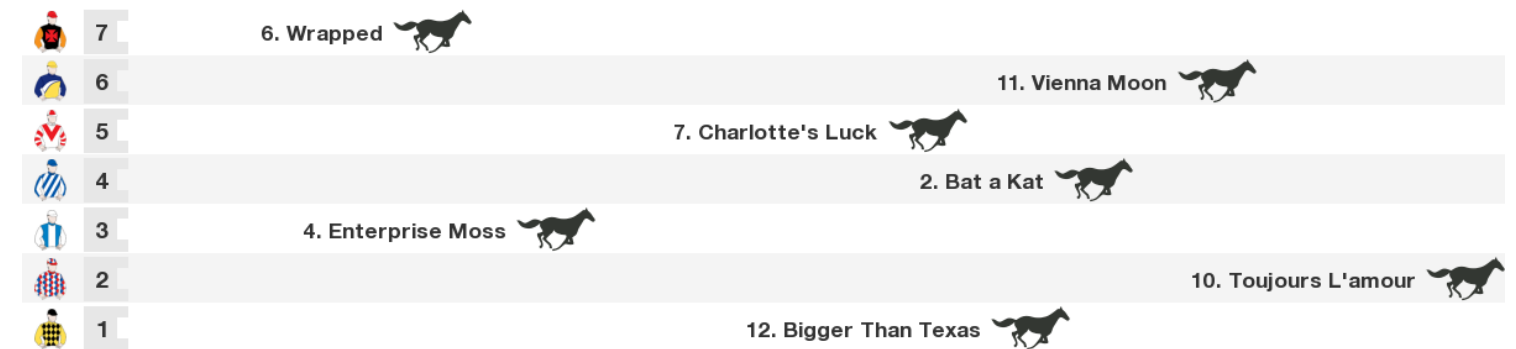 7 6. Wrapped
6 11. Vienna Moon
5 7. Charlotte's Luck
4 2. Bat a Kat
3 4. Enterprise Moss
2 10. Toujours L'amour
1 12. Bigger Than Texas